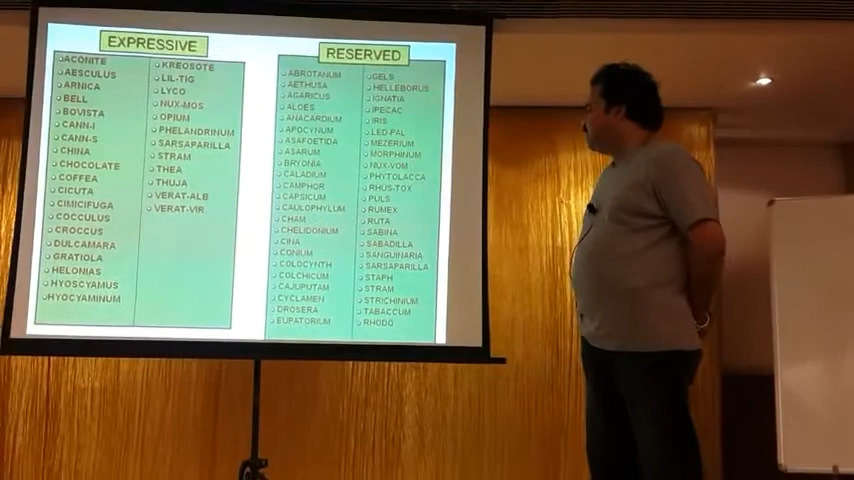 EXPRESSIVE
ACONITE
AESCULUS
ARNICA
BELL
BOVISTA
CANN-I
CANN-S
CHINA
CHOCOLATE
COFFEA
CICUTA
CIMICIFUGA
COCCULUS
CROCCUS
DULCAMARA
GRATIOLA
HELONIAS
HYOSCYAMUS
HYOCYAMINUM
KREOSOTE
LIL-TIG
LYCO
NUX-MOS
OPIUM
PHELANDRINUM
SARSAPARILLA
STRAM
THEA
THUJA
VERAT-ALB
VERAT-VIR
RESERVED
ABROTANUM
AETHUSA
AGARICUS
ALOES
ANACARDIUM
APOCYNUM
ASAFOETIDA
ASARUM
BRYONIA
CALADIUM
CAMPHOR
CAPSICUM
CAULOPHYLUM
CHAM
CHELIDONIUM
CINA
CONIUM
COLOCYNTH
COLCHICUM
CAJUPUTAM
CYCLAMEN
DROSERA
EUPATORIUM
GELS
HELLEBORUS
IGNATIA
IPECAC
IRIS
LED-PAL
MEZERIUM
MORPHINUM
NUX-VOM
PHYTOLACCA
RHUS-TOX
PULS
RUMEX
RUTA
SABINA
SABADILLA
SANGUINARIA
SARSAPARILLA
STAPH
STRAM
STRICHINIUM
TABACCUM
RHODO